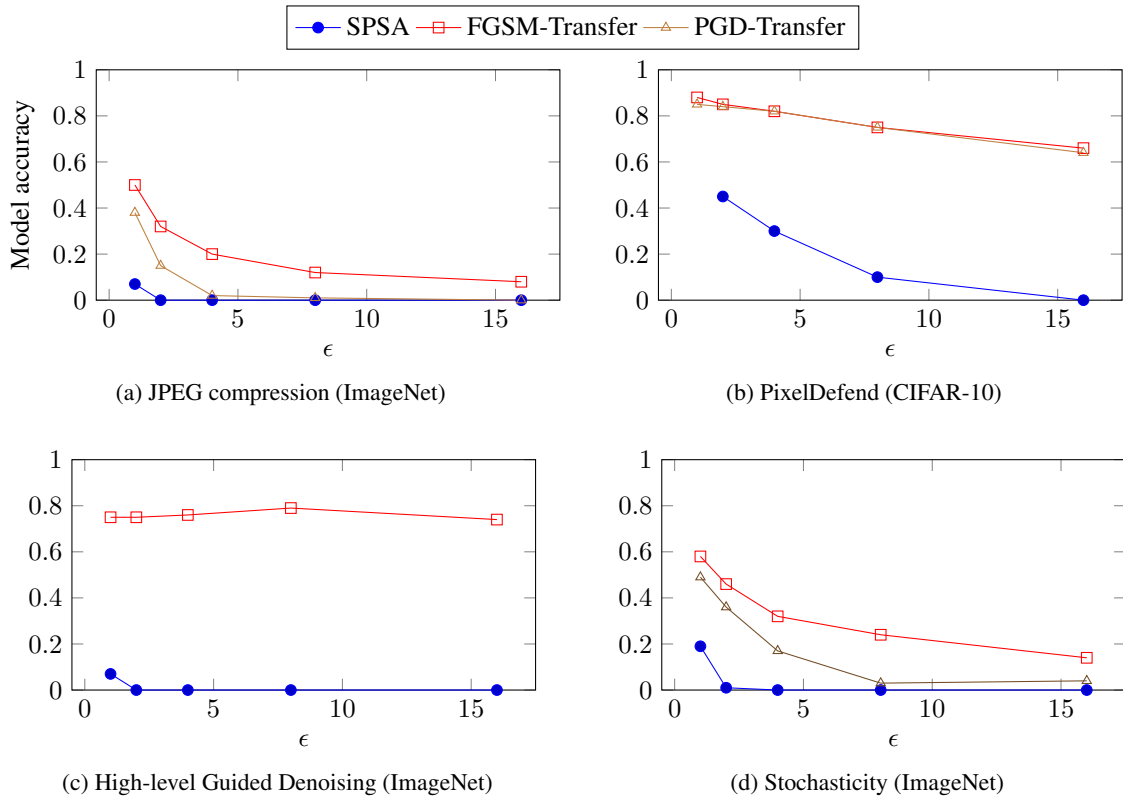 SPSA FGSM-Transfer PGD-Transfer
1
0.8
0.6
0.4
0.2
0
Model accuracy
0 5 10 15
ϵ
(a) JPEG compression (ImageNet)
1
0.8
0.6
0.4
0.2
0
0 5 10 15
ϵ
(b) PixelDefend (CIFAR-10)
1
0.8
0.6
0.4
0.2
0
0 5 10 15
ϵ
(c) High-level Guided Denoising (ImageNet)
1
0.8
0.6
0.4
0.2
0
0 5 10 15
ϵ
(d) Stochasticity (ImageNet)